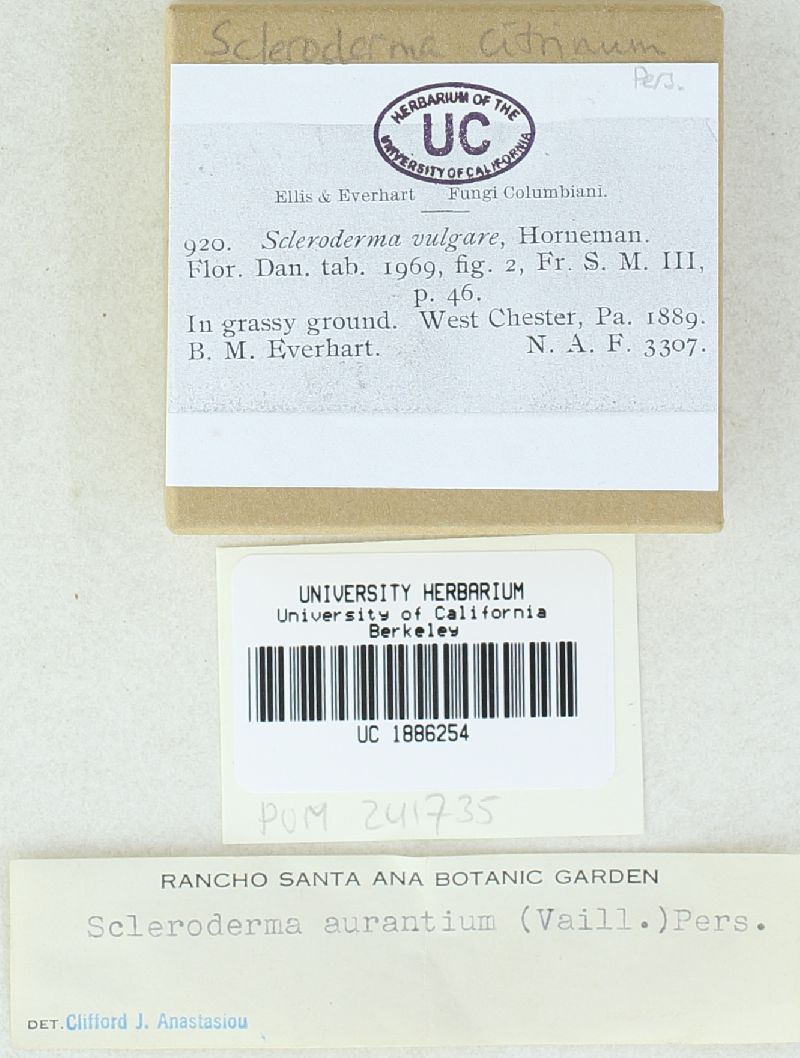 Scleroderma citrinum
Pers.
HERBARIUM OF THE
UC
UNIVERSITY OF CALIFORNIA
Ellis & Everhart Fungi Columbiani.
920. Scleroderma vulgare, Horneman.
Flor. Dan. tab. 1969, fig. 2, Fr. S. M. III,
p. 46.
In grassy ground. West Chester, Pa. 1889.
B. M. Everhart. N. A. F. 3307.
UNIVERSITY HERBARIUM
University of California
Berkeley
UC 1886254
POM 241735
RANCHO SANTA ANA BOTANIC GARDEN
Scleroderma aurantium (Vaill.)Pers.
DET. Clifford J. Anastasiou